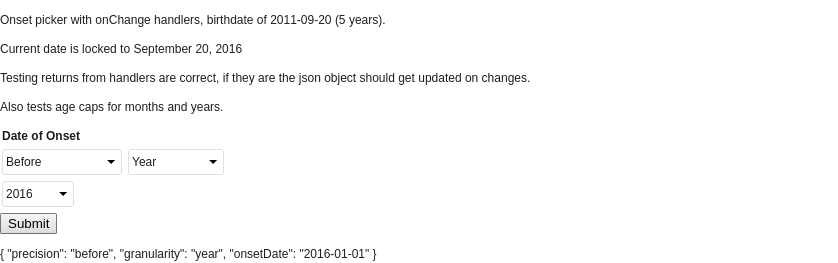 Onset picker with onChange handlers, birthdate of 2011-09-20 (5 years).
Current date is locked to September 20, 2016
Testing returns from handlers are correct, if they are the json object should get updated on changes.
Also tests age caps for months and years.
Date of Onset
Before Year
2016
Submit
{ "precision": "before", "granularity": "year", "onsetDate": "2016-01-01" }